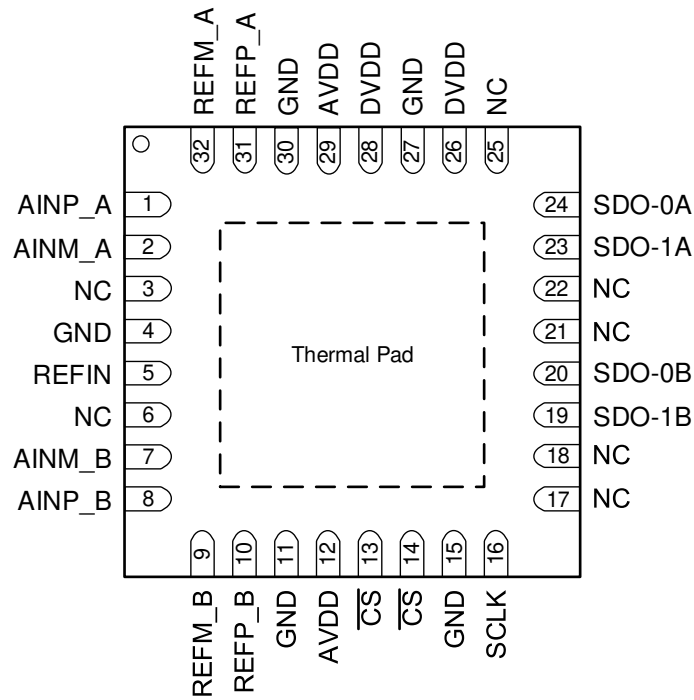 REFM_A
REFP_A
GND
AVDD
DVDD
GND
DVDD
NC
32
31
30
29
28
27
26
25
AINP_A 1
AINM_A 2
NC 3
GND 4
REFIN 5
NC 6
AINM_B 7
AINP_B 8
Thermal Pad
24 SDO-0A
23 SDO-1A
22 NC
21 NC
20 SDO-0B
19 SDO-1B
18 NC
17 NC
9
10
11
12
13
14
15
16
REFM_B
REFP_B
GND
AVDD
C̅S̅
C̅S̅
GND
SCLK